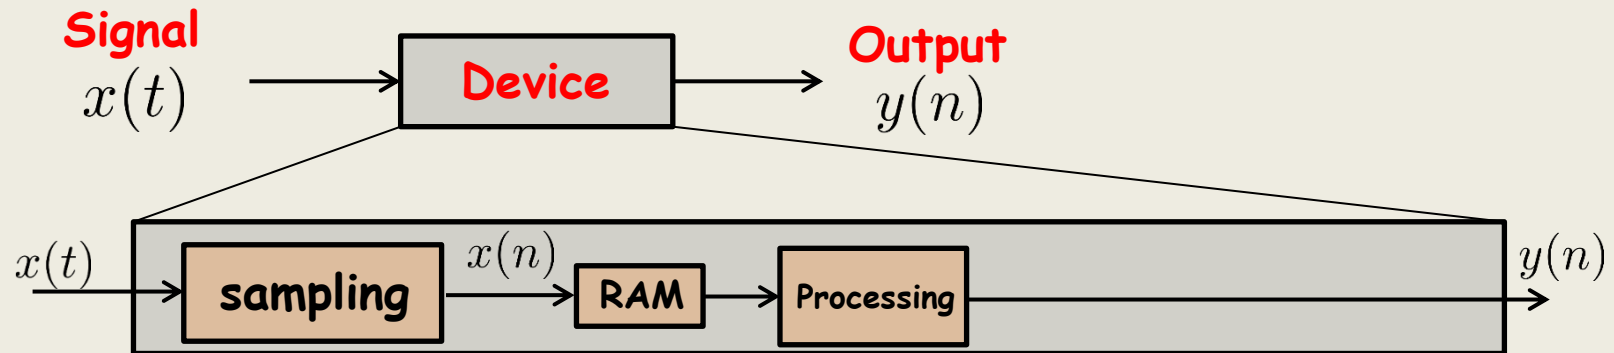 Signal
x(t)
Device
Output
y(n)
x(t)
sampling
x(n)
RAM
Processing
y(n)